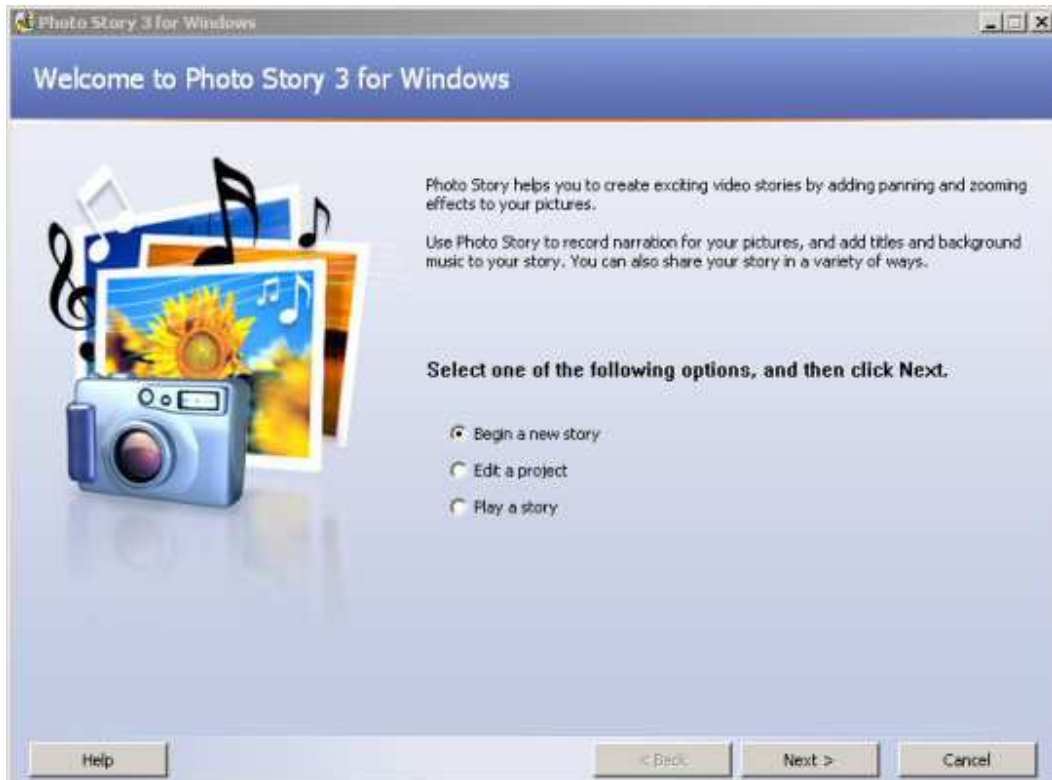 Photo Story 3 for Windows
Welcome to Photo Story 3 for Windows
Photo Story helps you to create exciting video stories by adding panning and zooming
effects to your pictures.
Use Photo Story to record narration for your pictures, and add titles and background
music to your story. You can also share your story in a variety of ways.
Select one of the following options, and then click Next.
Begin a new story
Edit a project
Play a story
Help
< Back
Next >
Cancel